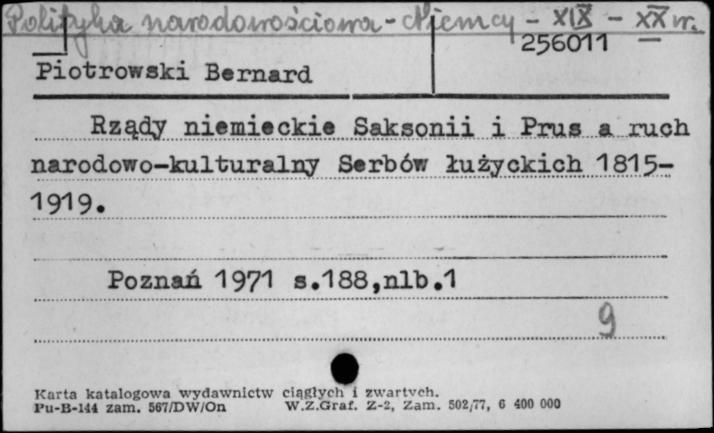 Polityka narodowościowa - Niemcy - XIX - XX w.
256011
Piotrowski Bernard
Rządy niemieckie Saksonii i Prus a ruch
narodowo-kulturalny Serbów łużyckich 1815-
1919.
Poznań 1971 s.188,nlb.1
9
Karta katalogowa wydawnictw ciągłych i zwartych.
Pu-B-144 zam. 567/DW/On W.Z.Graf. Z-2, Zam. 502/77, 6 400 000